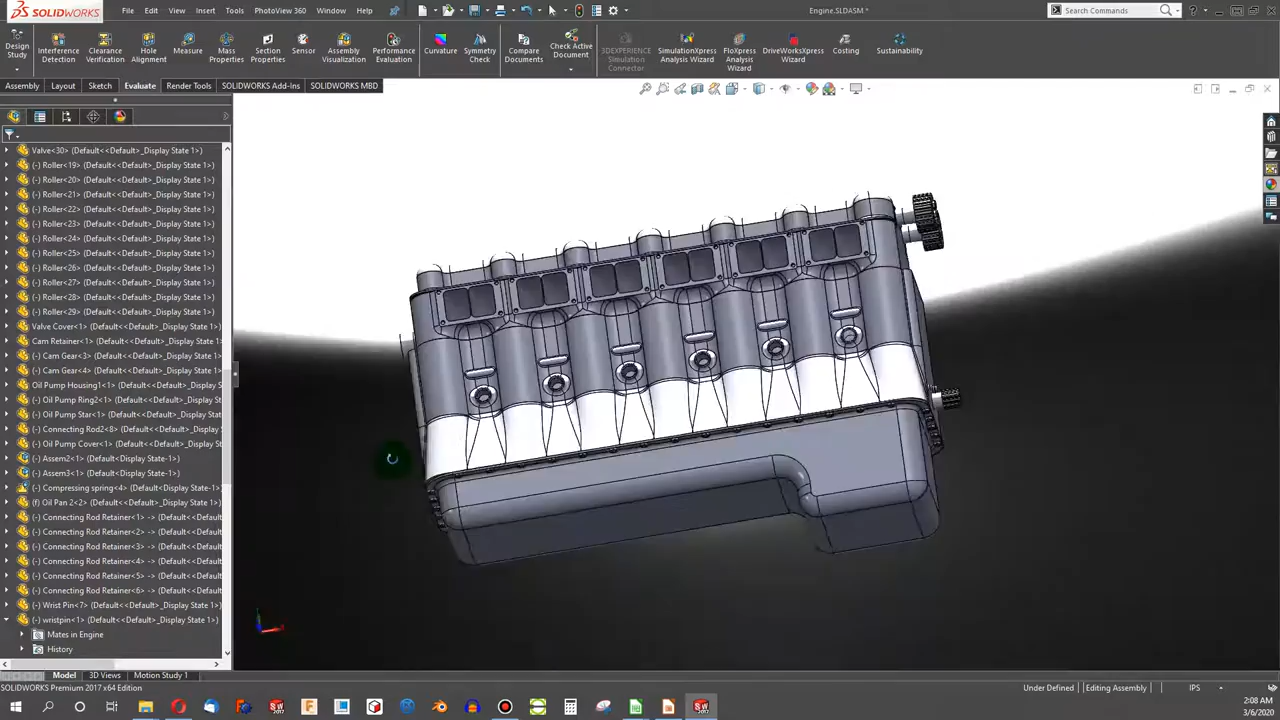 SOLIDWORKS
File Edit View Insert Tools PhotoView 360 Window Help
Engine.SLDASM *
Search Commands
Design Study
Interference Detection
Clearance Verification
Hole Alignment
Measure
Mass Properties
Section Properties
Sensor
Assembly Visualization
Performance Evaluation
Curvature
Symmetry Check
Compare Documents
Check Active Document
3DEXPERIENCE Simulation Connector
SimulationXpress Analysis Wizard
FloXpress Analysis Wizard
DriveWorksXpress Wizard
Costing
Sustainability
Assembly Layout Sketch Evaluate Render Tools SOLIDWORKS Add-Ins SOLIDWORKS MBD
Valve<30> (Default<<Default>_Display State 1>)
(-) Roller<19> (Default<<Default>_Display State 1>)
(-) Roller<20> (Default<<Default>_Display State 1>)
(-) Roller<21> (Default<<Default>_Display State 1>)
(-) Roller<22> (Default<<Default>_Display State 1>)
(-) Roller<23> (Default<<Default>_Display State 1>)
(-) Roller<24> (Default<<Default>_Display State 1>)
(-) Roller<25> (Default<<Default>_Display State 1>)
(-) Roller<26> (Default<<Default>_Display State 1>)
(-) Roller<27> (Default<<Default>_Display State 1>)
(-) Roller<28> (Default<<Default>_Display State 1>)
(-) Roller<29> (Default<<Default>_Display State 1>)
Valve Cover<1> (Default<<Default>_Display State
Cam Retainer<1> (Default<<Default>_Display Stat
(-) Cam Gear<3> (Default<<Default>_Display State
(-) Cam Gear<4> (Default<<Default>_Display State
Oil Pump Housing1<1> (Default<<Default>_Display S
(-) Oil Pump Ring2<1> (Default<<Default>_Display
(-) Oil Pump Star<1> (Default<<Default>_Display S
(-) Connecting Rod2<8> (Default<<Default>_Displa
(-) Oil Pump Cover<1> (Default<<Default>_Display
(-) Assem2<1> (Default<Display State-1>)
(-) Assem3<1> (Default<Display State-1>)
(-) Compressing spring<4> (Default<Display State-1>
(f) Oil Pan 2<2> (Default<<Default>_Display State
(-) Connecting Rod Retainer<1> -> (Default<<Default
(-) Connecting Rod Retainer<2> -> (Default<<Default
(-) Connecting Rod Retainer<3> -> (Default<<Default
(-) Connecting Rod Retainer<4> -> (Default<<Default
(-) Connecting Rod Retainer<5> -> (Default<<Default
(-) Connecting Rod Retainer<6> -> (Default<<Default
(-) Wrist Pin<7> (Default<<Default>_Display State 1
(-) wristpin<1> (Default<<Default>_Display State 1>)
Mates in Engine
History
Model 3D Views Motion Study 1
SOLIDWORKS Premium 2017 x64 Edition
Under Defined Editing Assembly IPS
2:08 AM
3/6/2020